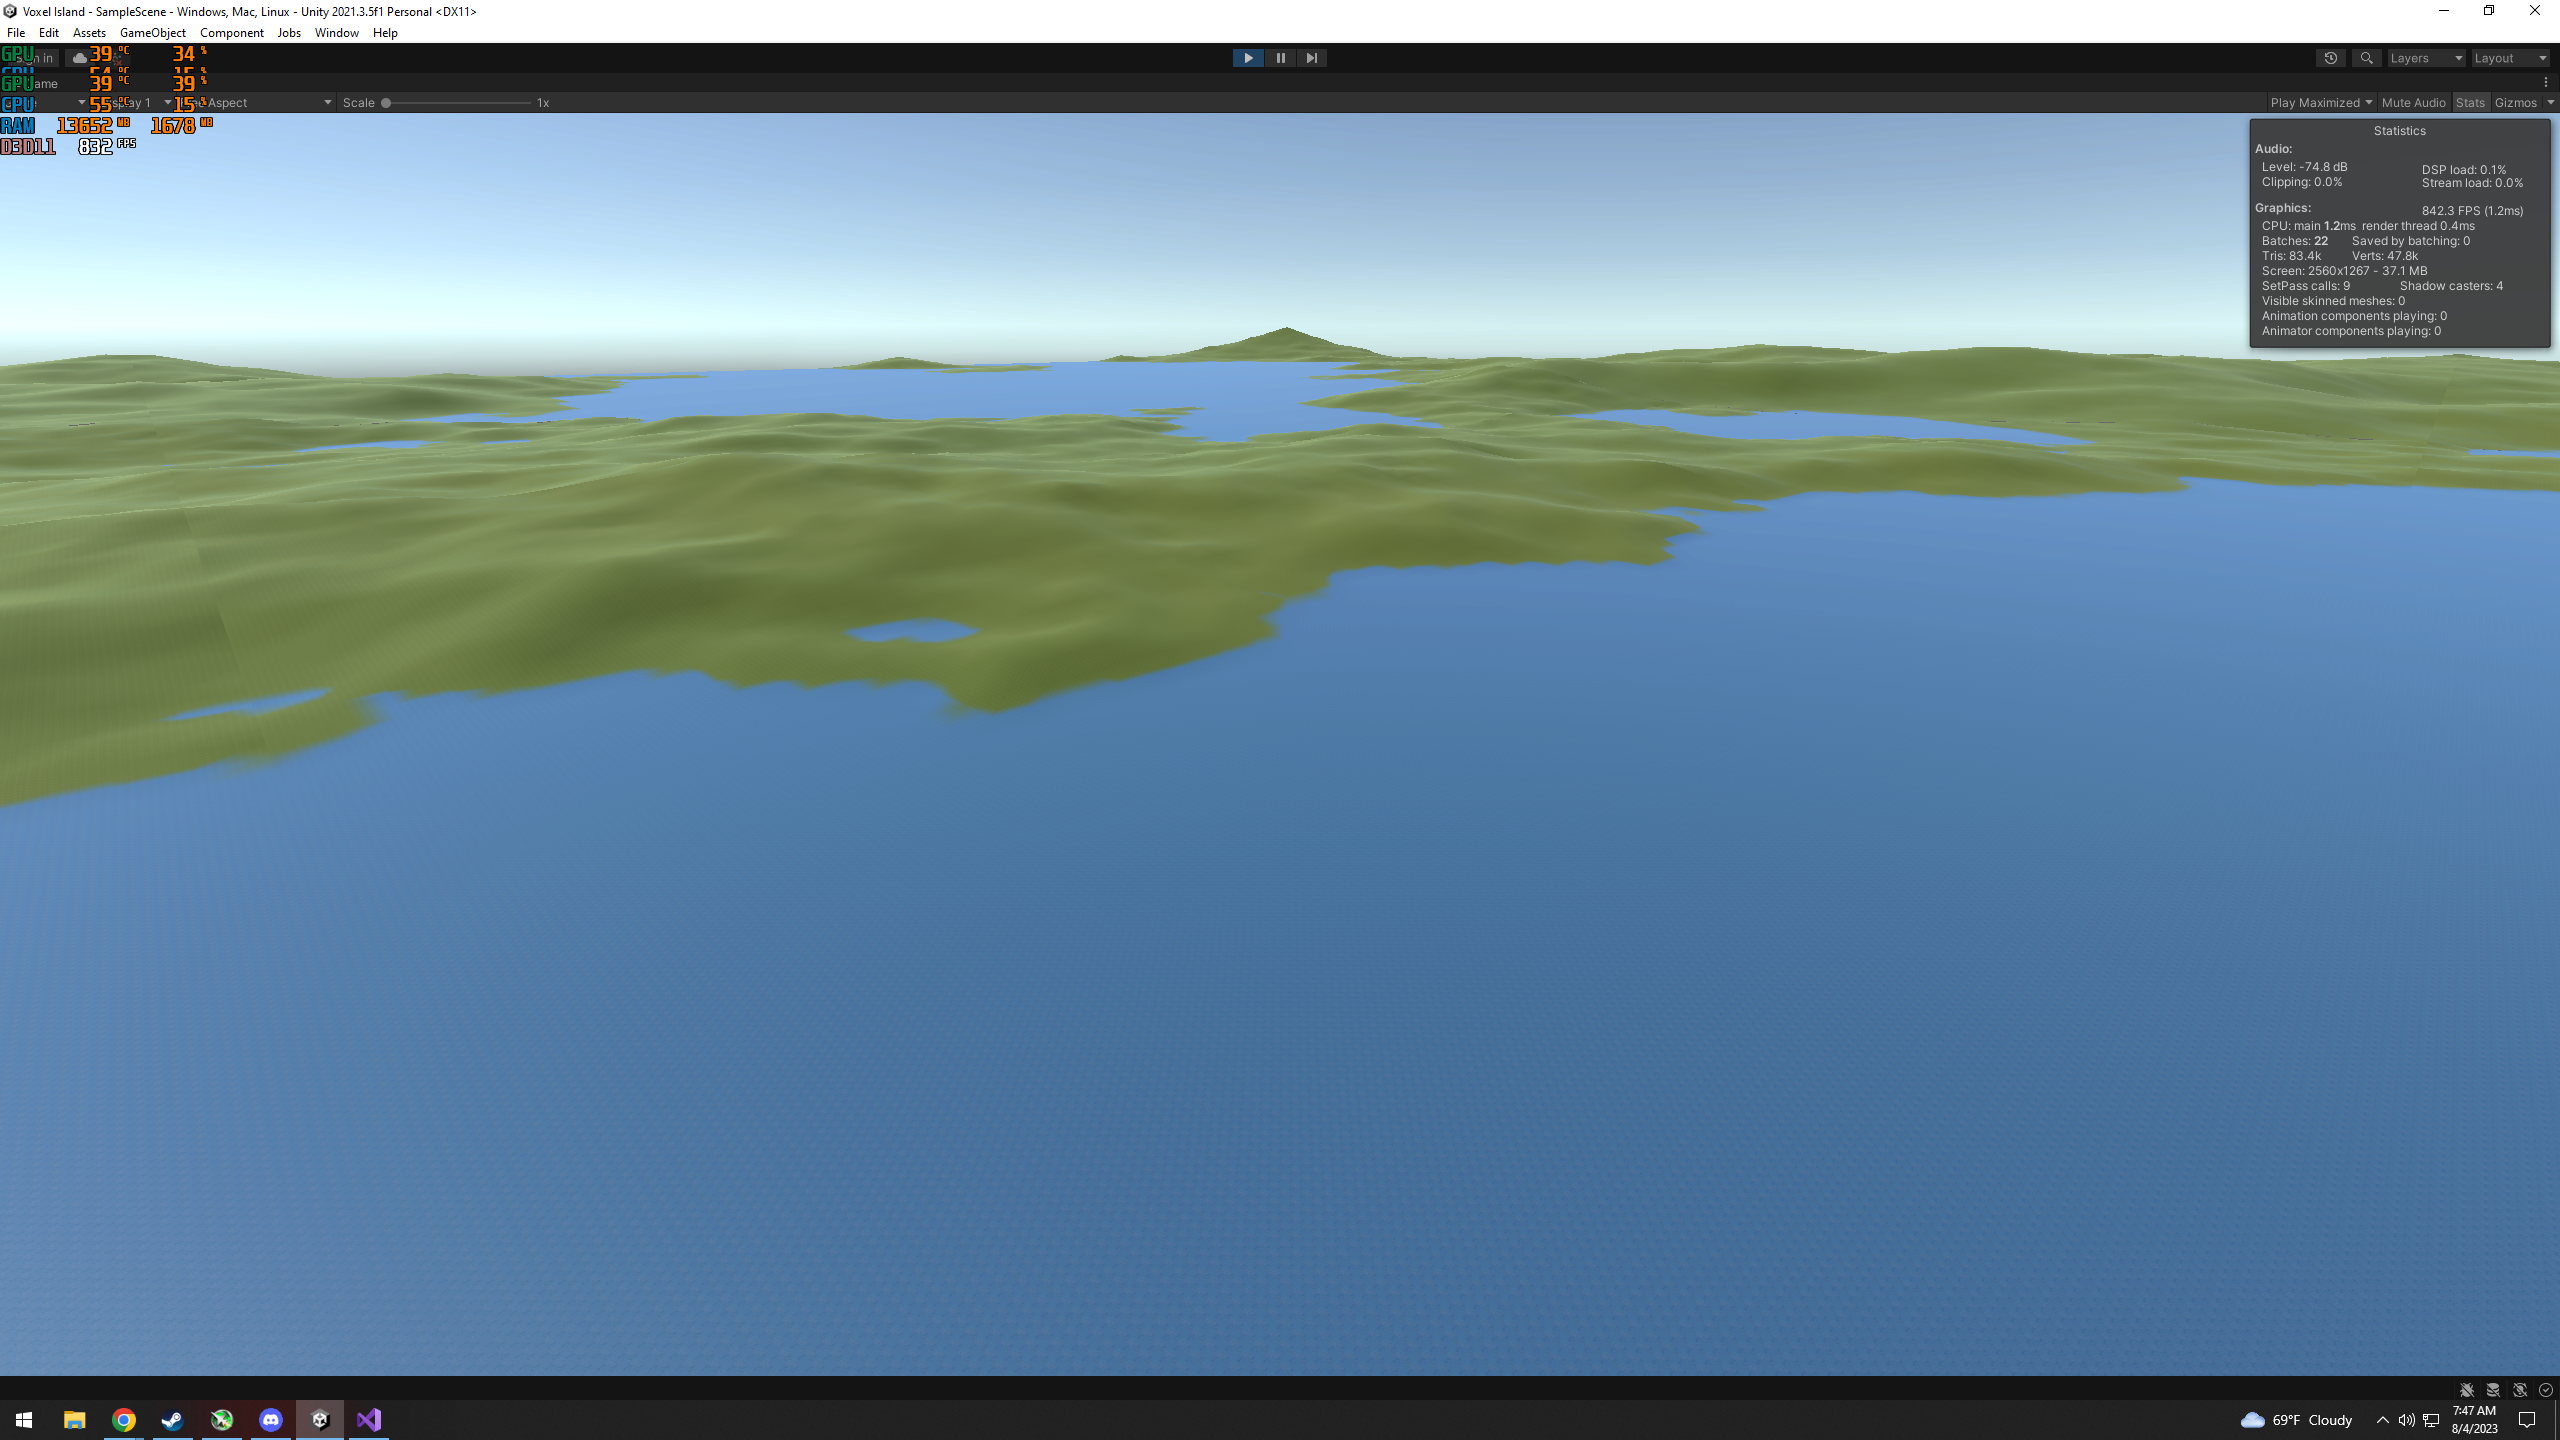 Voxel Island - SampleScene - Windows, Mac, Linux - Unity 2021.3.5f1 Personal <DX11>
File Edit Assets GameObject Component Jobs Window Help
GPU 39 °C 34 %
Layers Layout
GPU 39 °C 39 %
CPU 55 °C 15 %
Scale 1x
Play Maximized Mute Audio Stats Gizmos
RAM 13652 MB 1678 MB
D3D11 832 FPS
Statistics
Audio:
Level: -74.8 dB DSP load: 0.1%
Clipping: 0.0% Stream load: 0.0%
Graphics: 842.3 FPS (1.2ms)
CPU: main 1.2ms render thread 0.4ms
Batches: 22 Saved by batching: 0
Tris: 83.4k Verts: 47.8k
Screen: 2560x1267 - 37.1 MB
SetPass calls: 9 Shadow casters: 4
Visible skinned meshes: 0
Animation components playing: 0
Animator components playing: 0
69°F Cloudy
7:47 AM
8/4/2023